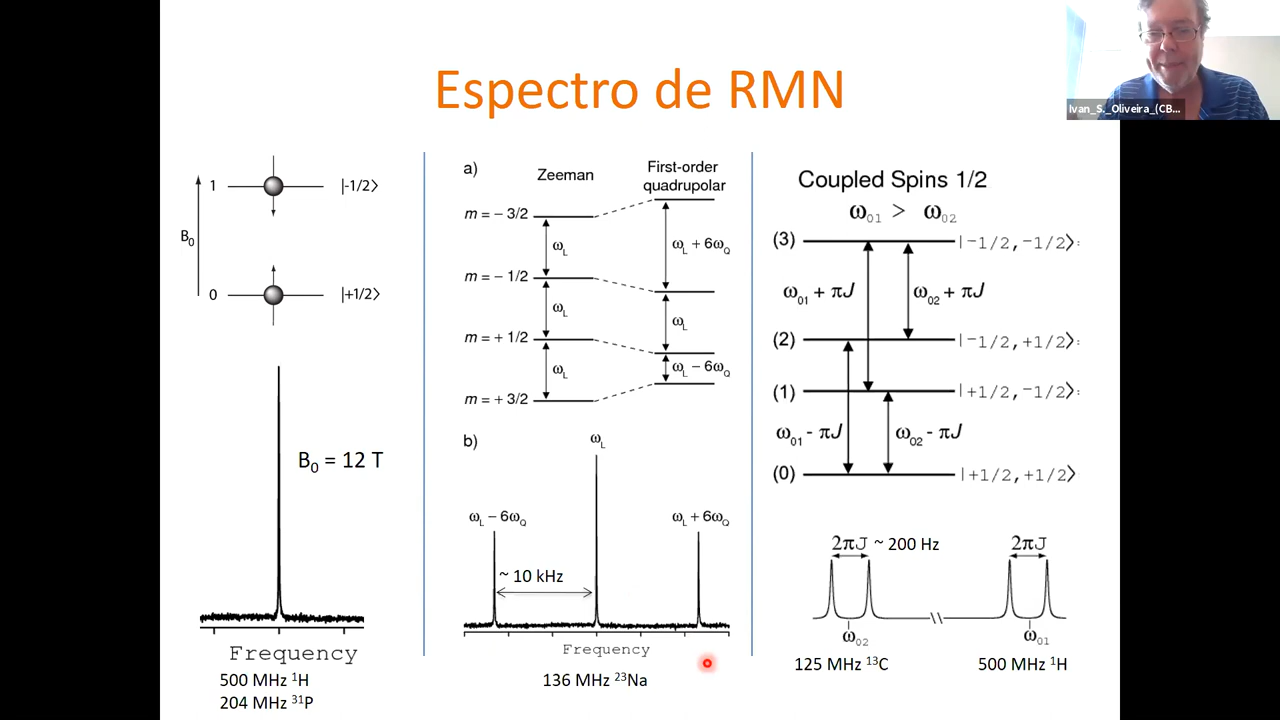 Espectro de RMN
Ivan_S._Oliveira_(CB...
1 |-1/2⟩
B₀
0 |+1/2⟩
B₀ = 12 T
Frequency
500 MHz ¹H
204 MHz ³¹P
a)
Zeeman
First-order
quadrupolar
m = − 3/2
ω_L
ω_L + 6ω_Q
m = − 1/2
ω_L
ω_L
m = + 1/2
ω_L
ω_L − 6ω_Q
m = + 3/2
b)
ω_L
ω_L − 6ω_Q
ω_L + 6ω_Q
~ 10 kHz
Frequency
136 MHz ²³Na
Coupled Spins 1/2
ω₀₁ > ω₀₂
(3) |−1/2,−1/2⟩:
ω₀₁ + πJ
ω₀₂ + πJ
(2) |−1/2,+1/2⟩:
(1) |+1/2,−1/2⟩:
ω₀₁ - πJ
ω₀₂ - πJ
(0) |+1/2,+1/2⟩
2πJ ~ 200 Hz
2πJ
ω₀₂
ω₀₁
125 MHz ¹³C
500 MHz ¹H